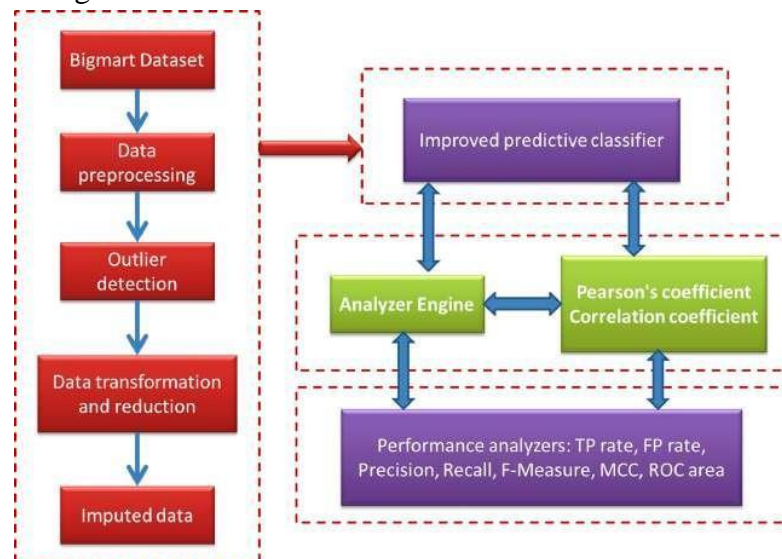 Bigmart Dataset
Data
preprocessing
Outlier
detection
Data transformation
and reduction
Imputed data
Improved predictive classifier
Analyzer Engine
Pearson's coefficient
Correlation coefficient
Performance analyzers: TP rate, FP rate,
Precision, Recall, F-Measure, MCC, ROC area